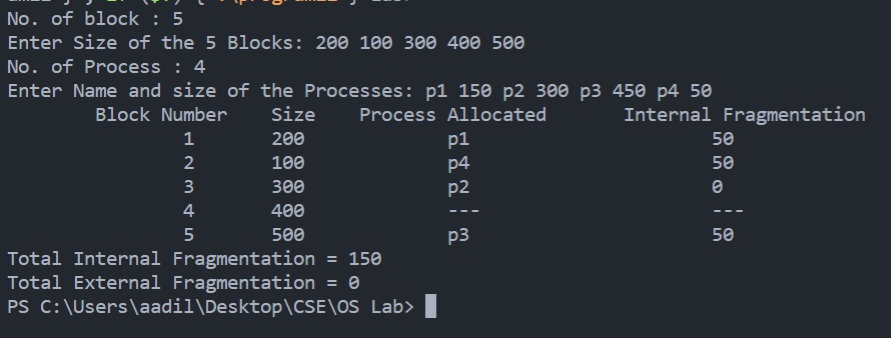 No. of block : 5
Enter Size of the 5 Blocks: 200 100 300 400 500
No. of Process : 4
Enter Name and size of the Processes: p1 150 p2 300 p3 450 p4 50
Block Number Size Process Allocated Internal Fragmentation
1 200 p1 50
2 100 p4 50
3 300 p2 0
4 400 --- ---
5 500 p3 50
Total Internal Fragmentation = 150
Total External Fragmentation = 0
PS C:\Users\aadil\Desktop\CSE\OS Lab>